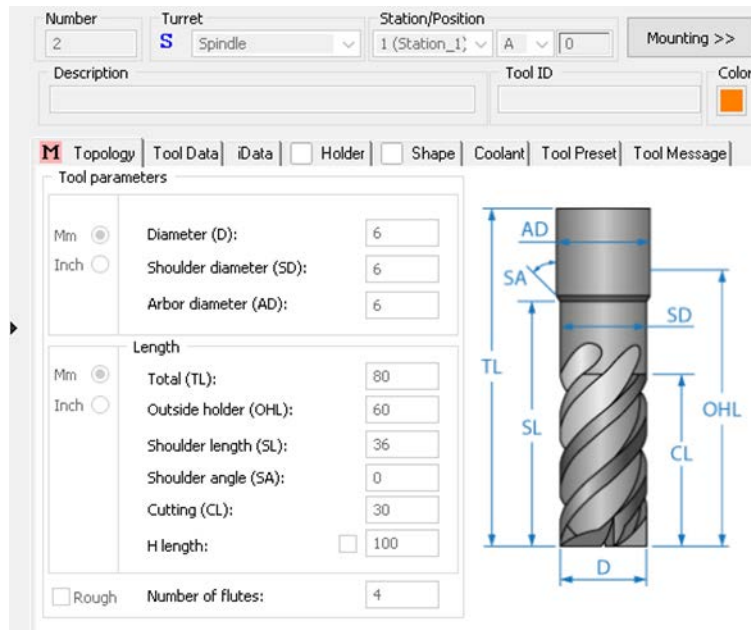 Number Turret Station/Position
2 S Spindle 1 (Station_1) A 0 Mounting >>
Description Tool ID Color
M Topology Tool Data iData Holder Shape Coolant Tool Preset Tool Message
Tool parameters
Mm Diameter (D): 6
Inch Shoulder diameter (SD): 6
Arbor diameter (AD): 6
Length
Mm Total (TL): 80
Inch Outside holder (OHL): 60
Shoulder length (SL): 36
Shoulder angle (SA): 0
Cutting (CL): 30
H length: 100
Rough Number of flutes: 4
AD
SA
SD
TL
OHL
SL
CL
D